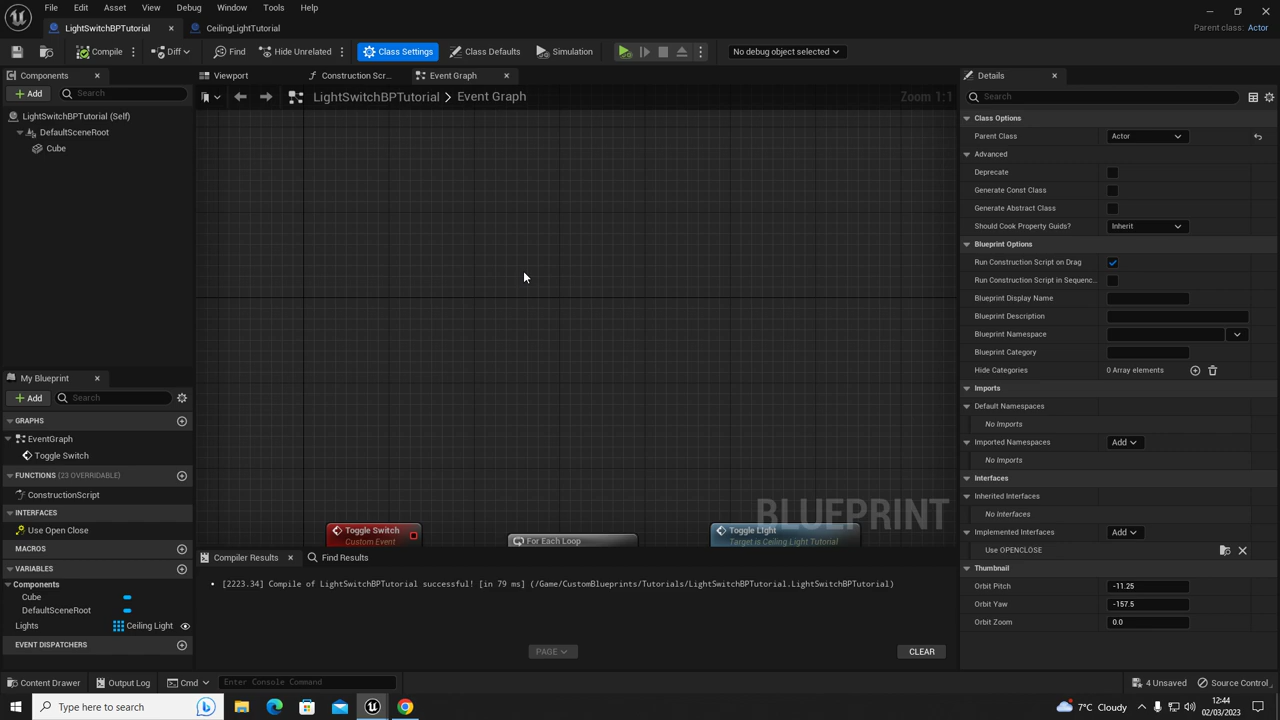 File Edit Asset View Debug Window Tools Help
LightSwitchBPTutorial CeilingLightTutorial
Parent class: Actor
Compile Diff Find Hide Unrelated Class Settings Class Defaults Simulation No debug object selected
Components
Add Search
LightSwitchBPTutorial (Self)
DefaultSceneRoot
Cube
My Blueprint
Add Search
GRAPHS
EventGraph
Toggle Switch
FUNCTIONS (23 OVERRIDABLE)
ConstructionScript
INTERFACES
Use Open Close
MACROS
VARIABLES
Components
Cube
DefaultSceneRoot
Lights Ceiling Light
EVENT DISPATCHERS
Viewport Construction Scr... Event Graph
LightSwitchBPTutorial > Event Graph Zoom 1:1
BLUEPRINT
Toggle Switch
Custom Event
For Each Loop
Toggle LIght
Target is Ceiling Light Tutorial
Compiler Results Find Results
[2223.34] Compile of LightSwitchBPTutorial successful! [in 79 ms] (/Game/CustomBlueprints/Tutorials/LightSwitchBPTutorial.LightSwitchBPTutorial)
PAGE CLEAR
Details
Search
Class Options
Parent Class Actor
Advanced
Deprecate
Generate Const Class
Generate Abstract Class
Should Cook Property Guids? Inherit
Blueprint Options
Run Construction Script on Drag
Run Construction Script in Sequenc..
Blueprint Display Name
Blueprint Description
Blueprint Namespace
Blueprint Category
Hide Categories 0 Array elements
Imports
Default Namespaces
No Imports
Imported Namespaces Add
No Imports
Interfaces
Inherited Interfaces
No Interfaces
Implemented Interfaces Add
Use OPENCLOSE
Thumbnail
Orbit Pitch -11.25
Orbit Yaw -157.5
Orbit Zoom 0.0
Content Drawer Output Log Cmd Enter Console Command 4 Unsaved Source Control
Type here to search 7°C Cloudy 12:44
02/03/2023